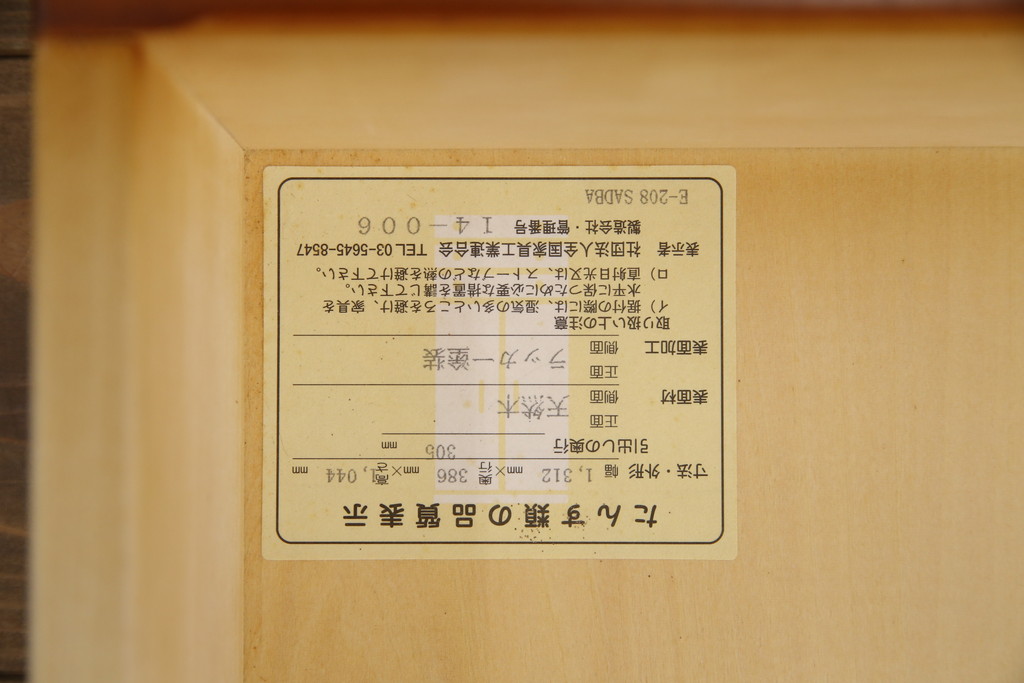 たんす類の品質表示
寸法・外形 幅 1,312 mm×奥行 386 mm×高さ 1,044 mm
引出しの奥行 305 mm
表面材 正面
側面 天然木
表面加工 正面
側面 ラッカー塗装
取り扱い上の注意
イ）据付の際には、湿気の多いところを避け、家具を
水平に保つために必要な措置を講じて下さい。
ロ）直射日光又は、ストーブなどの熱を避けて下さい。
表示者 社団法人全国家具工業連合会 TEL 03-5645-8547
製造会社・管理番号 14-006
E-208 SADBA